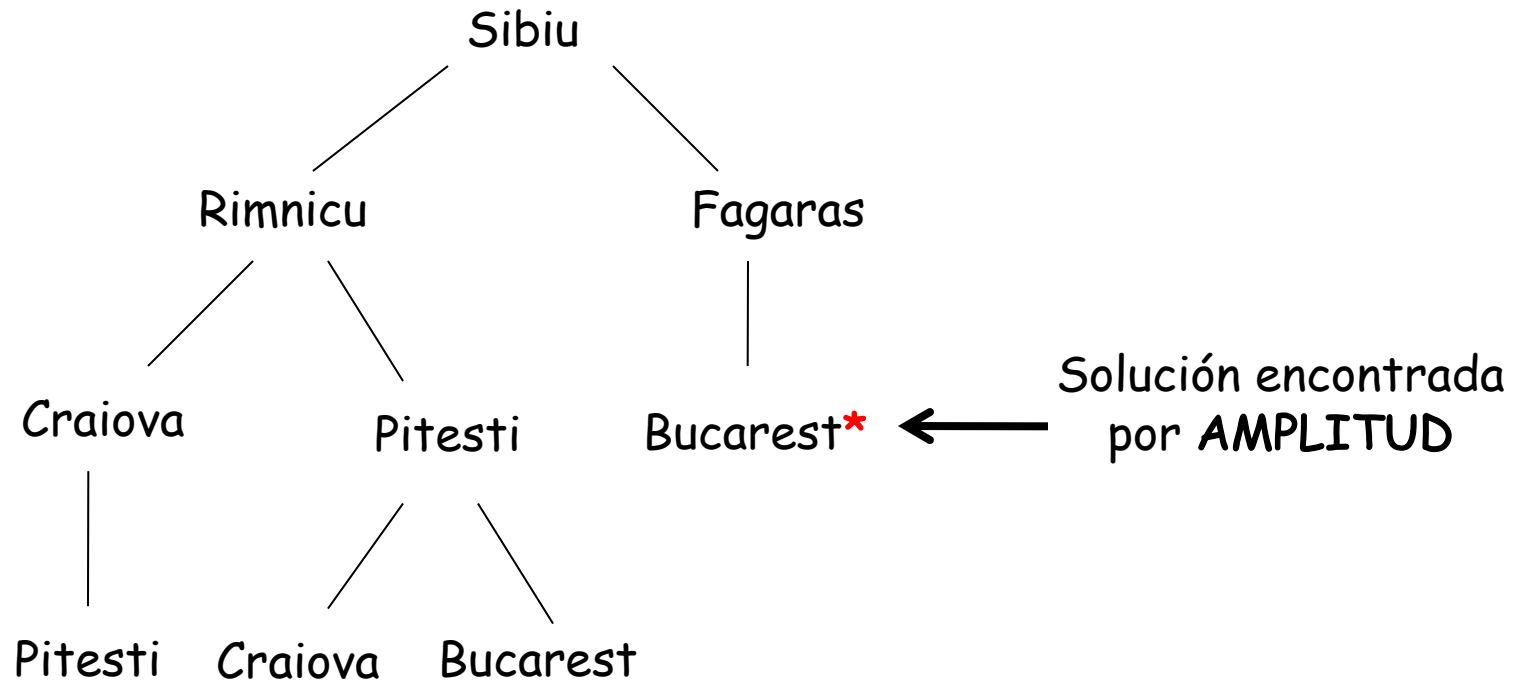 Sibiu
Rimnicu
Fagaras
Craiova
Pitesti
Bucarest*
Solución encontrada
por AMPLITUD
Pitesti
Craiova
Bucarest